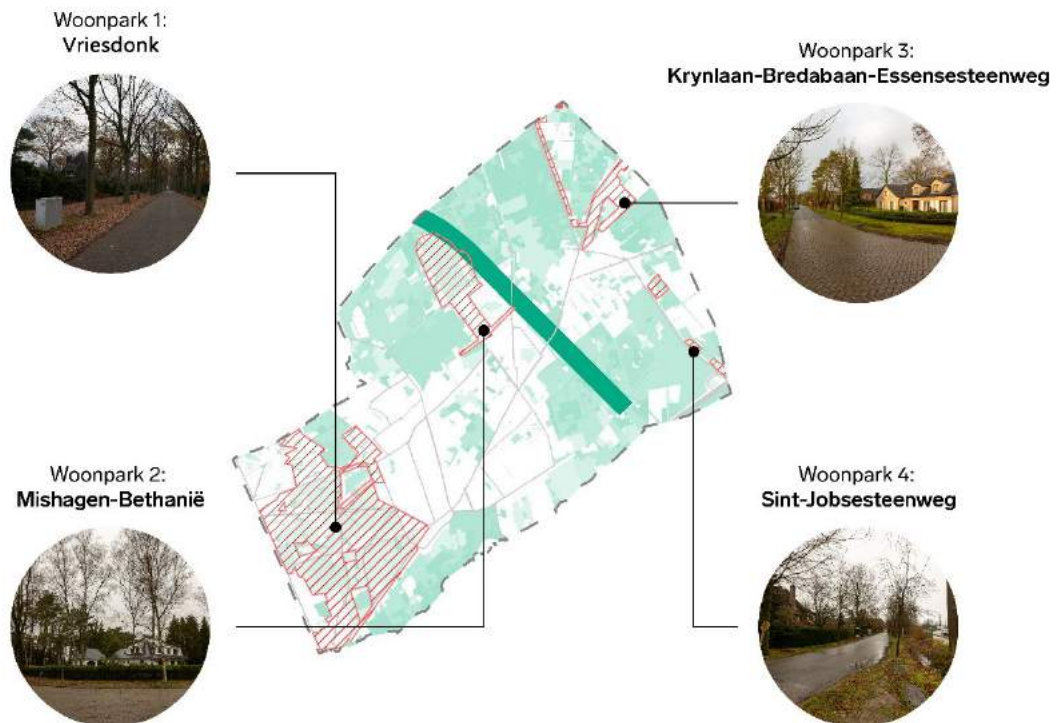 Woonpark 1:
Vriesdonk
Woonpark 3:
Krynlaan-Bredabaan-Essensesteenweg
Woonpark 2:
Mishagen-Bethanië
Woonpark 4:
Sint-Jobsesteenweg